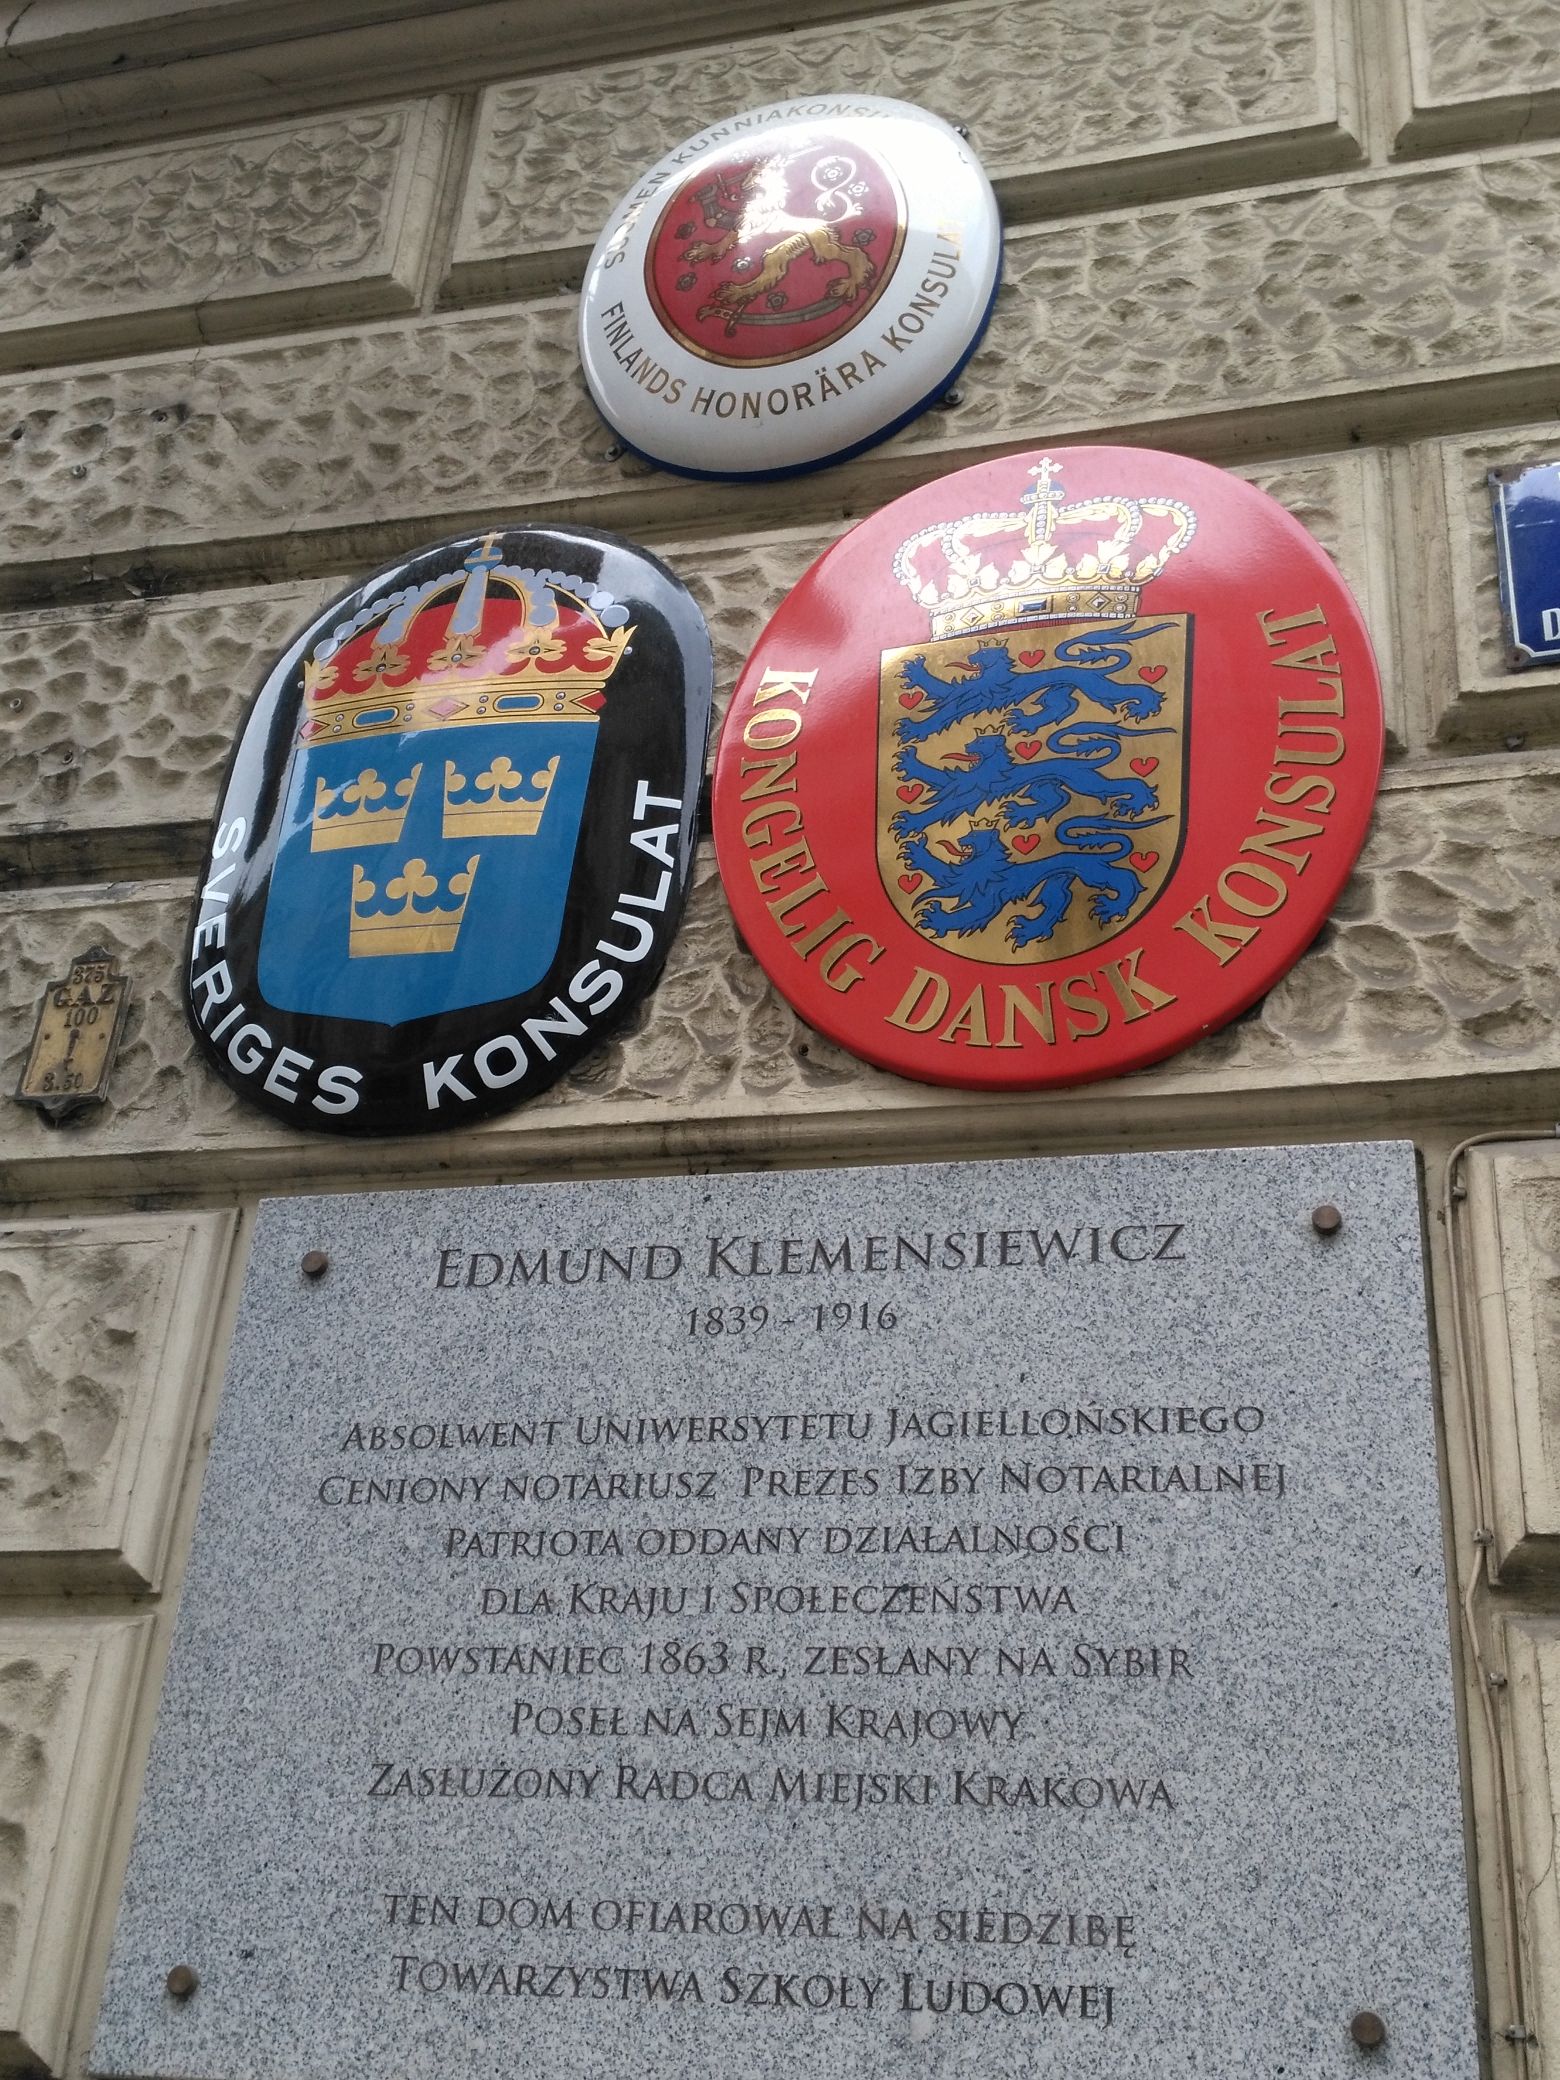 SUOMEN KUNNIAKONSULAATTI
FINLANDS HONORÄRA KONSULAT
SVERIGES KONSULAT
KONGELIG DANSK KONSULAT
375
GAZ
100
3.50
D
EDMUND KLEMENSIEWICZ
1839 - 1916
ABSOLWENT UNIWERSYTETU JAGIELLOŃSKIEGO
CENIONY NOTARIUSZ PREZES IZBY NOTARIALNEJ
PATRIOTA ODDANY DZIAŁALNOŚCI
DLA KRAJU I SPOŁECZEŃSTWA
POWSTANIEC 1863 R., ZESŁANY NA SYBIR
POSEŁ NA SEJM KRAJOWY
ZASŁUŻONY RADCA MIEJSKI KRAKOWA
TEN DOM OFIAROWAŁ NA SIEDZIBĘ
TOWARZYSTWA SZKOŁY LUDOWEJ